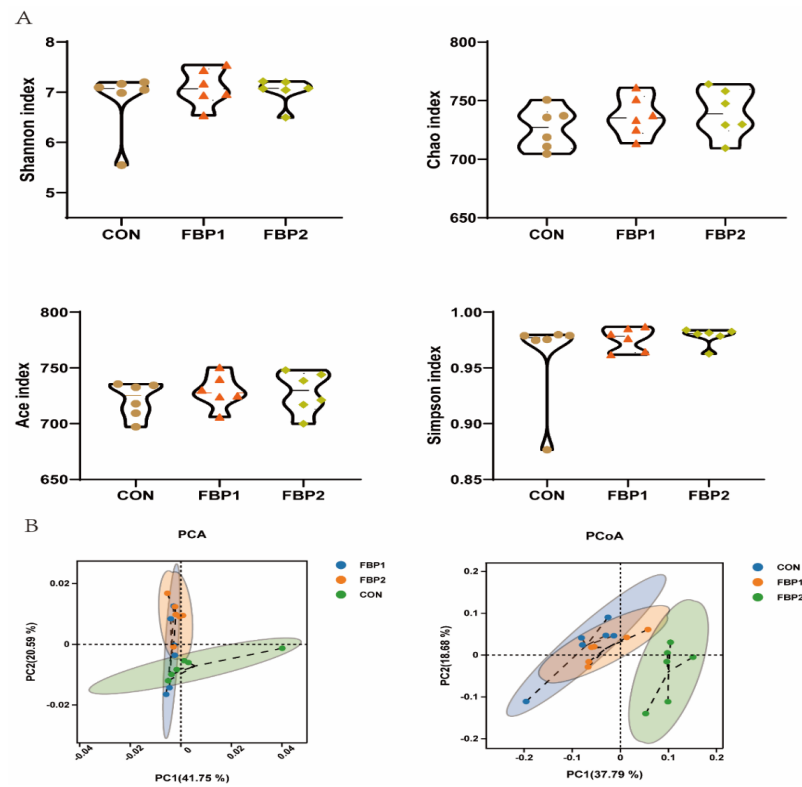 A
Shannon index
8
7
6
5
CON FBP1 FBP2
Chao index
800
750
700
650
CON FBP1 FBP2
Ace index
800
750
700
650
CON FBP1 FBP2
Simpson index
1.00
0.95
0.90
0.85
CON FBP1 FBP2
B
PCA
FBP1
FBP2
CON
PC2(20.59 %)
0.02
0
-0.02
-0.04 -0.02 0 0.02 0.04
PC1(41.75 %)
PCoA
CON
FBP1
FBP2
PC2(18.68 %)
0.2
0.1
0
-0.1
-0.2
-0.2 -0.1 0 0.1 0.2
PC1(37.79 %)